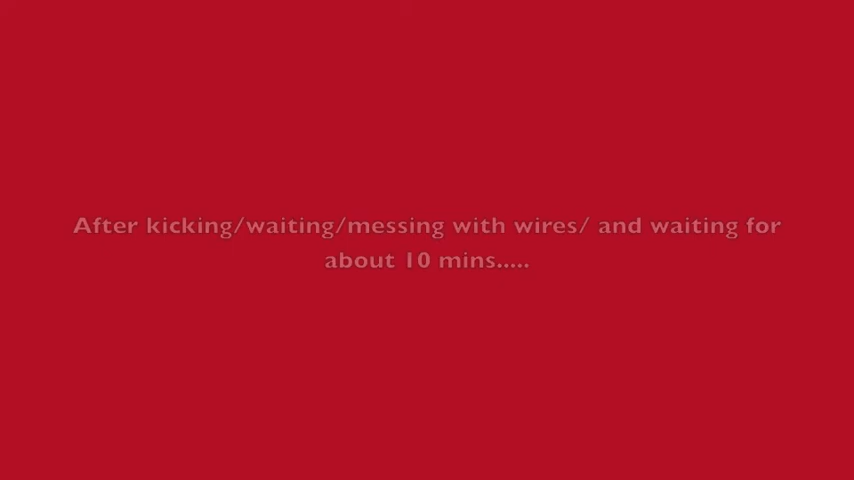 After kicking/waiting/messing with wires/ and waiting for
about 10 mins.....